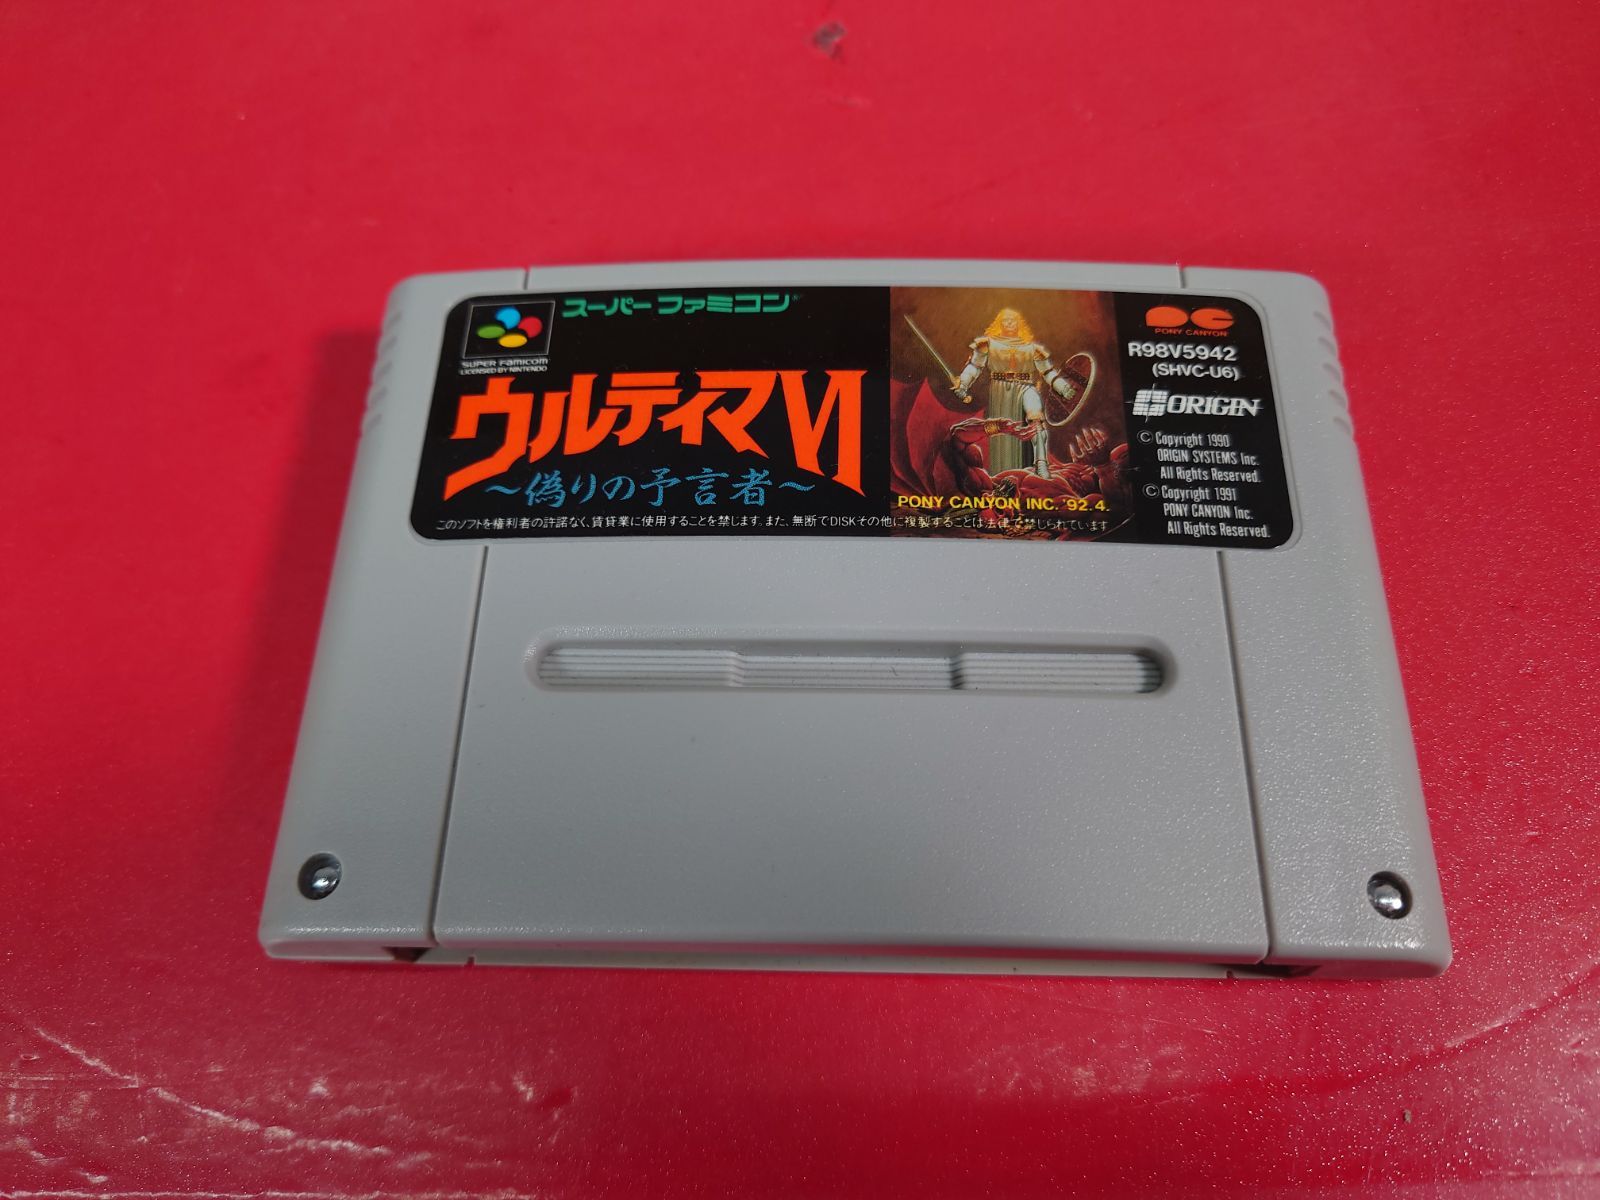 スーパーファミコン®
SUPER FAMICOM
LICENSED BY NINTENDO
ウルティマVI
～偽りの予言者～
このソフトを権利者の許諾なく、賃貸業に使用することを禁じます。また、無断でDISKその他に複製することは法律で禁じられています
PONY CANYON INC. '92.4.
PONY CANYON
R98V5942
(SHVC-U6)
ORIGIN
© Copyright 1990
ORIGIN SYSTEMS Inc.
All Rights Reserved.
© Copyright 1991
PONY CANYON Inc.
All Rights Reserved.